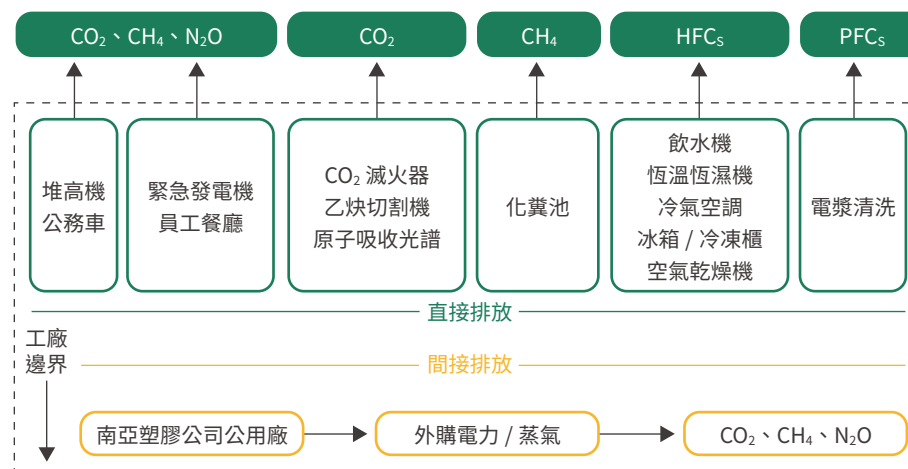 CO₂、CH₄、N₂O
CO₂
CH₄
HFCS
PFCS
堆高機
公務車
緊急發電機
員工餐廳
CO₂ 滅火器
乙炔切割機
原子吸收光譜
化糞池
飲水機
恆溫恆濕機
冷氣空調
冰箱 / 冷凍櫃
空氣乾燥機
電漿清洗
直接排放
工廠
邊界
間接排放
南亞塑膠公司公用廠
外購電力 / 蒸氣
CO₂、CH₄、N₂O